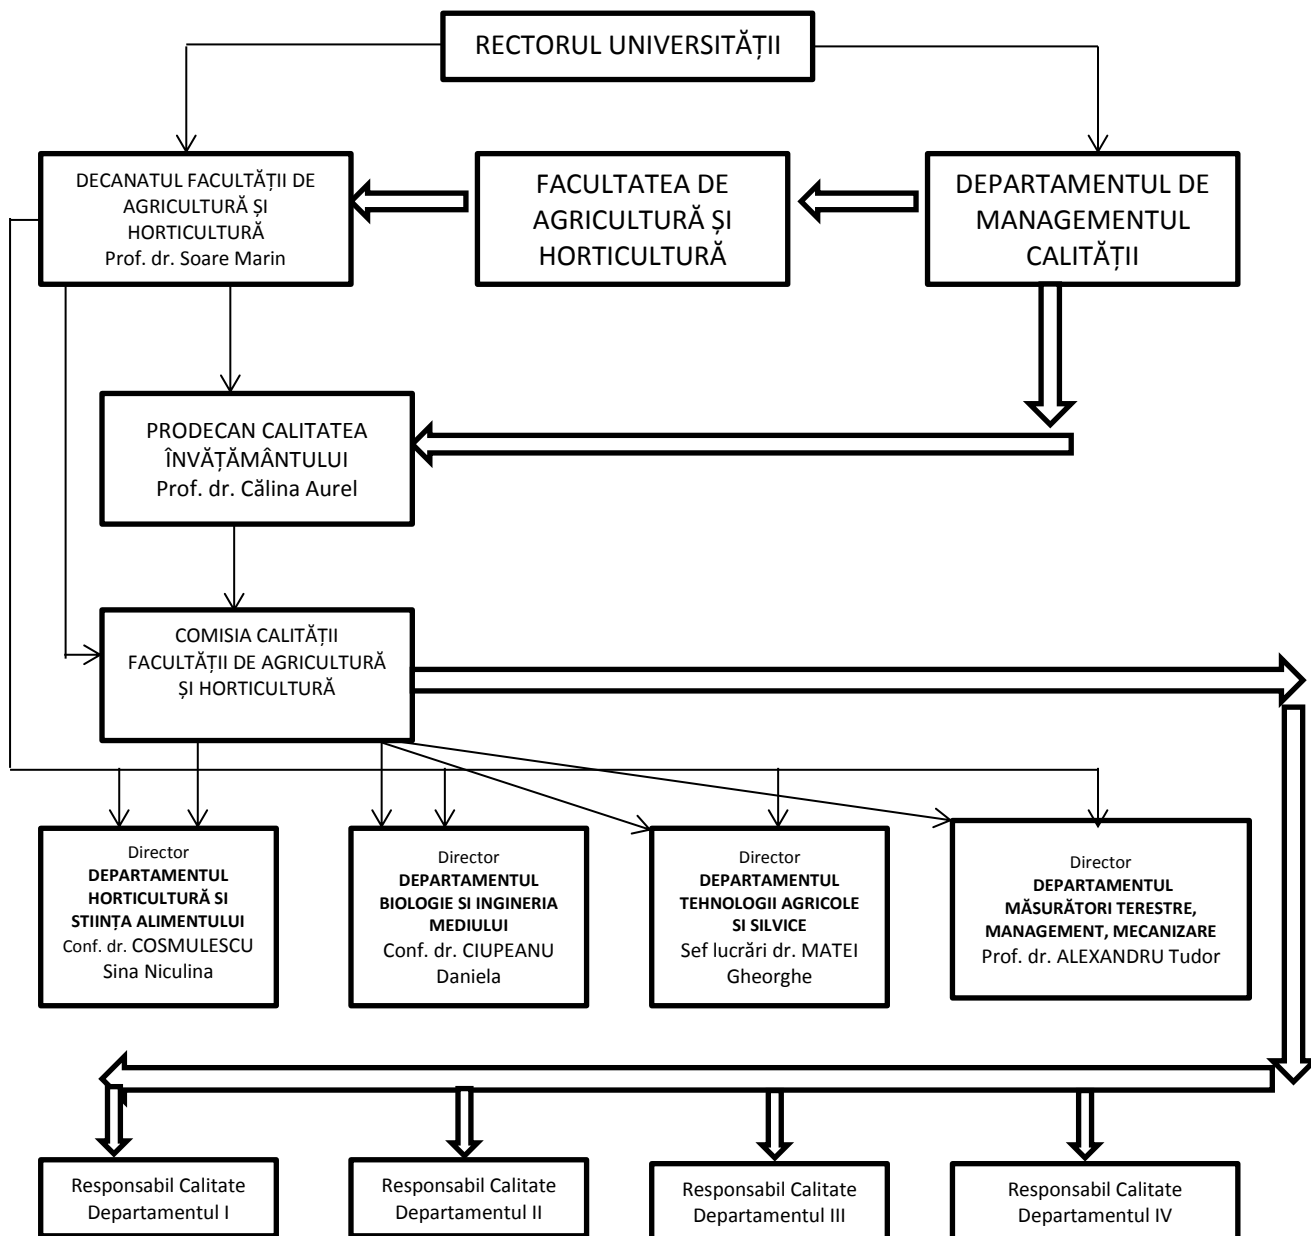 RECTORUL UNIVERSITĂȚII
DECANATUL FACULTĂȚII DE
AGRICULTURĂ ȘI
HORTICULTURĂ
Prof. dr. Soare Marin
FACULTATEA DE
AGRICULTURĂ ȘI
HORTICULTURĂ
DEPARTAMENTUL DE
MANAGEMENTUL
CALITĂȚII
PRODECAN CALITATEA
ÎNVĂȚĂMÂNTULUI
Prof. dr. Călina Aurel
COMISIA CALITĂȚII
FACULTĂȚII DE AGRICULTURĂ
ȘI HORTICULTURĂ
Director
DEPARTAMENTUL
HORTICULTURĂ SI
STIINȚA ALIMENTULUI
Conf. dr. COSMULESCU
Sina Niculina
Director
DEPARTAMENTUL
BIOLOGIE SI INGINERIA
MEDIULUI
Conf. dr. CIUPEANU
Daniela
Director
DEPARTAMENTUL
TEHNOLOGII AGRICOLE
SI SILVICE
Sef lucrări dr. MATEI
Gheorghe
Director
DEPARTAMENTUL
MĂSURĂTORI TERESTRE,
MANAGEMENT, MECANIZARE
Prof. dr. ALEXANDRU Tudor
Responsabil Calitate
Departamentul I
Responsabil Calitate
Departamentul II
Responsabil Calitate
Departamentul III
Responsabil Calitate
Departamentul IV